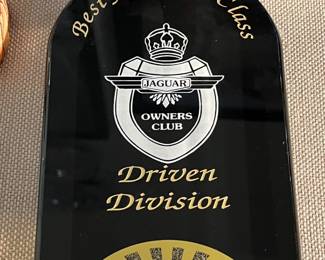 Best
Class
JAGUAR
OWNERS
CLUB
Driven
Division